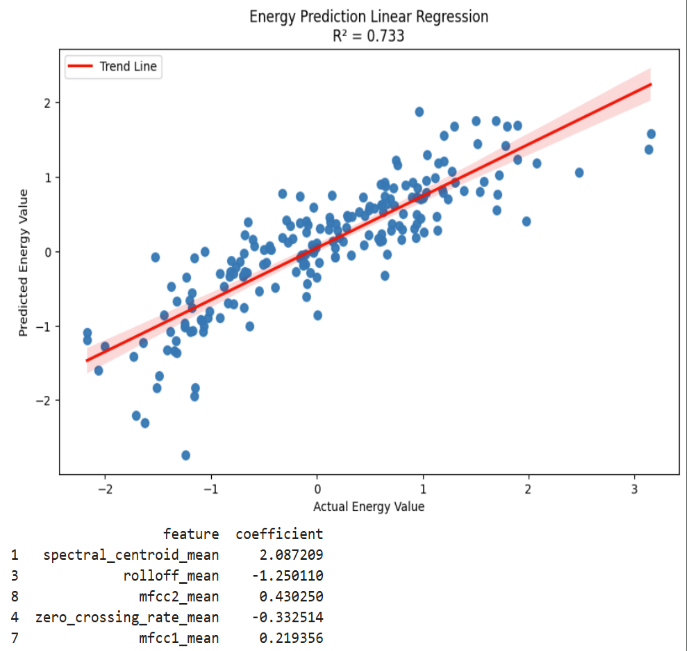 Energy Prediction Linear Regression
R² = 0.733
Trend Line
Predicted Energy Value
2
1
0
−1
−2
−2 −1 0 1 2 3
Actual Energy Value
feature coefficient
1 spectral_centroid_mean 2.087209
3 rolloff_mean -1.250110
8 mfcc2_mean 0.430250
4 zero_crossing_rate_mean -0.332514
7 mfcc1_mean 0.219356